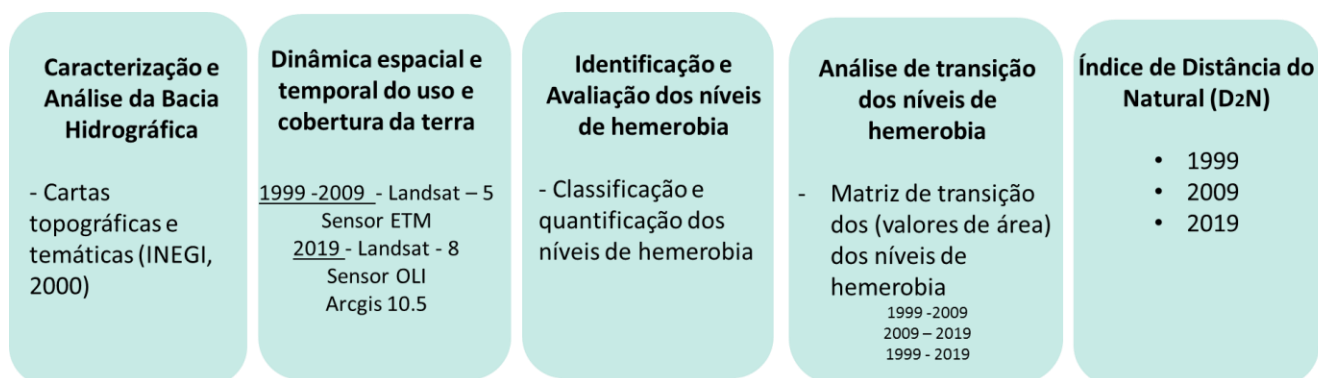 Caracterização e
Análise da Bacia
Hidrográfica
- Cartas
topográficas e
temáticas (INEGI,
2000)
Dinâmica espacial e
temporal do uso e
cobertura da terra
1999 -2009 - Landsat – 5
Sensor ETM
2019 - Landsat - 8
Sensor OLI
Arcgis 10.5
Identificação e
Avaliação dos níveis
de hemerobia
- Classificação e
quantificação dos
níveis de hemerobia
Análise de transição
dos níveis de
hemerobia
- Matriz de transição
dos (valores de área)
dos níveis de
hemerobia
1999 -2009
2009 – 2019
1999 - 2019
Índice de Distância do
Natural (D2N)
• 1999
• 2009
• 2019